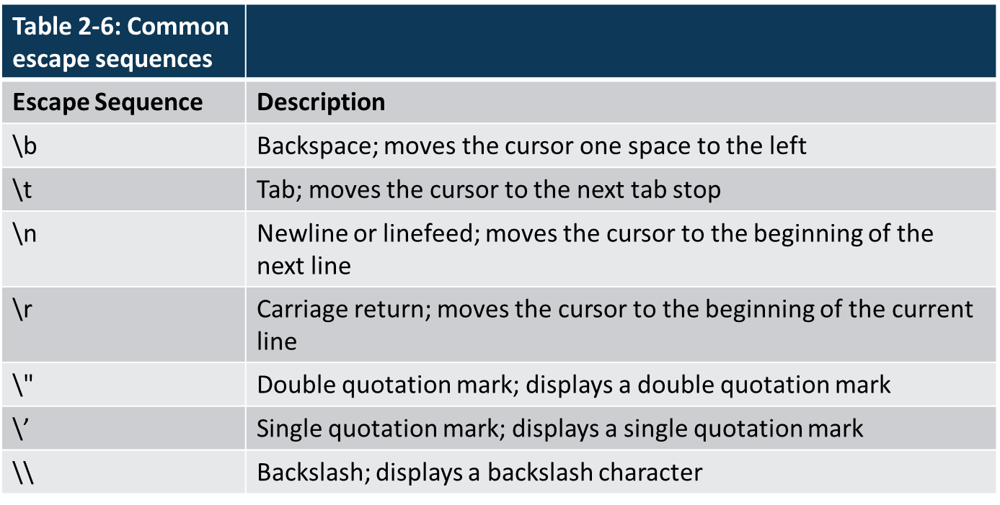 Table 2-6: Common
escape sequences
Escape Sequence Description
\b Backspace; moves the cursor one space to the left
\t Tab; moves the cursor to the next tab stop
\n Newline or linefeed; moves the cursor to the beginning of the
next line
\r Carriage return; moves the cursor to the beginning of the current
line
\" Double quotation mark; displays a double quotation mark
\’ Single quotation mark; displays a single quotation mark
\\ Backslash; displays a backslash character